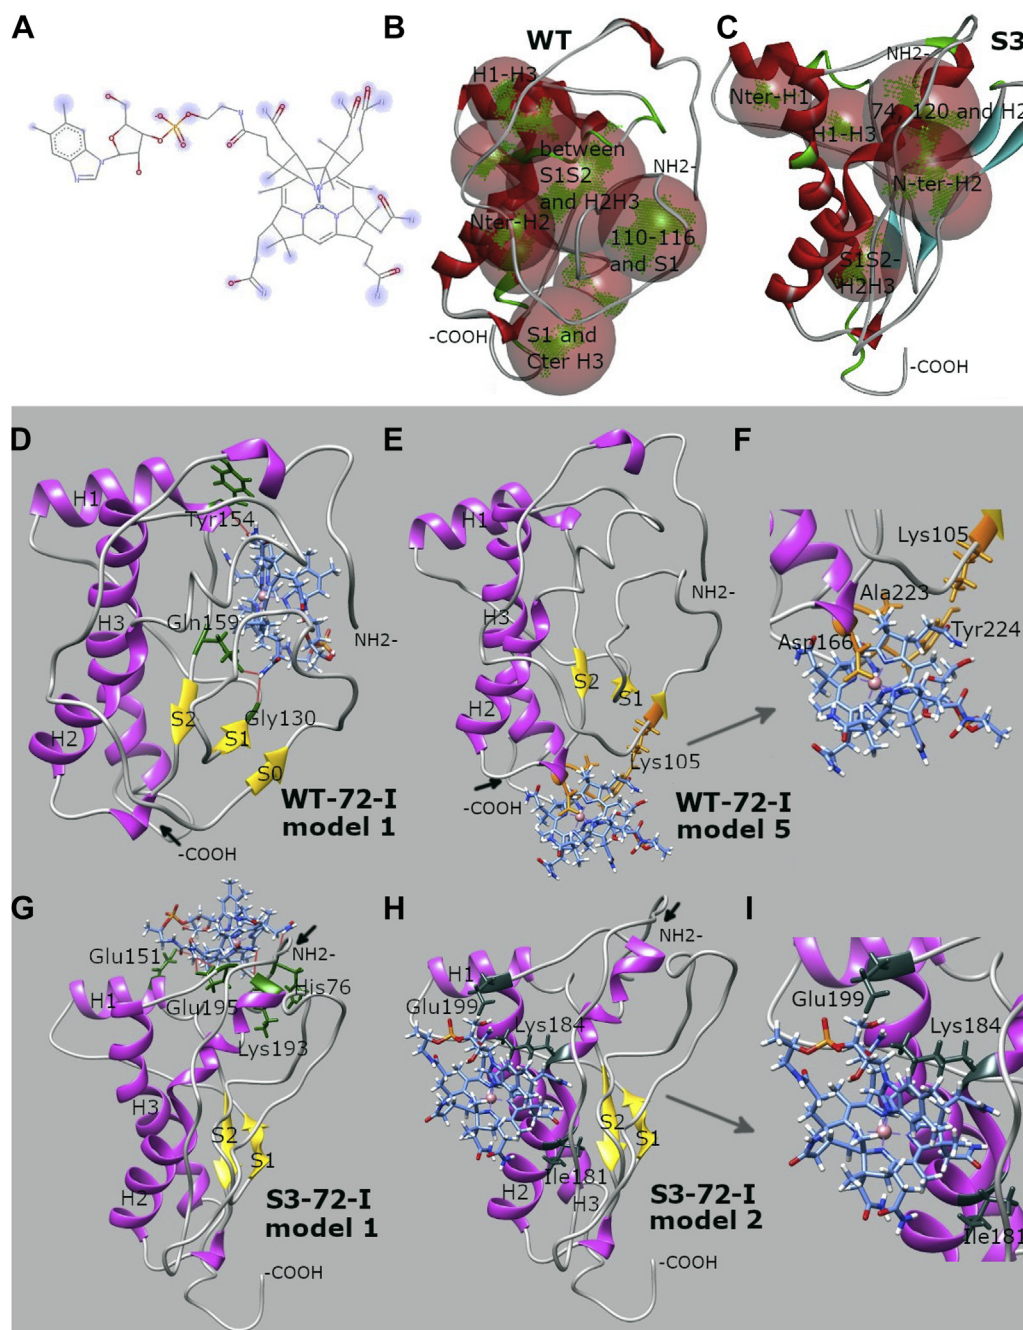 A
B
WT
H1-H3
between
S1S2
and H2H3
NH2-
Nter-H2
110-116
and S1
-COOH
S1 and
Cter H3
C
S3
NH2-
Nter-H1
74, 120 and H2
H1-H3
N-ter-H2
S1S2-
H2H3
-COOH
D
H1
Tyr154
H3
Gln159
NH2-
S2
Gly130
S1
H2
S0
WT-72-I
model 1
-COOH
E
H1
NH2-
H3
S2
S1
H2
Lys105
-COOH
WT-72-I
model 5
F
Lys105
Ala223
Asp166
Tyr224
G
NH2-
Glu151
H1
His76
Glu195
Lys193
H3
S2
S1
H2
S3-72-I
model 1
-COOH
H
NH2-
H1
Glu199
Lys184
S2
S1
Ile181
H2
H3
S3-72-I
model 2
-COOH
I
Glu199
Lys184
Ile181